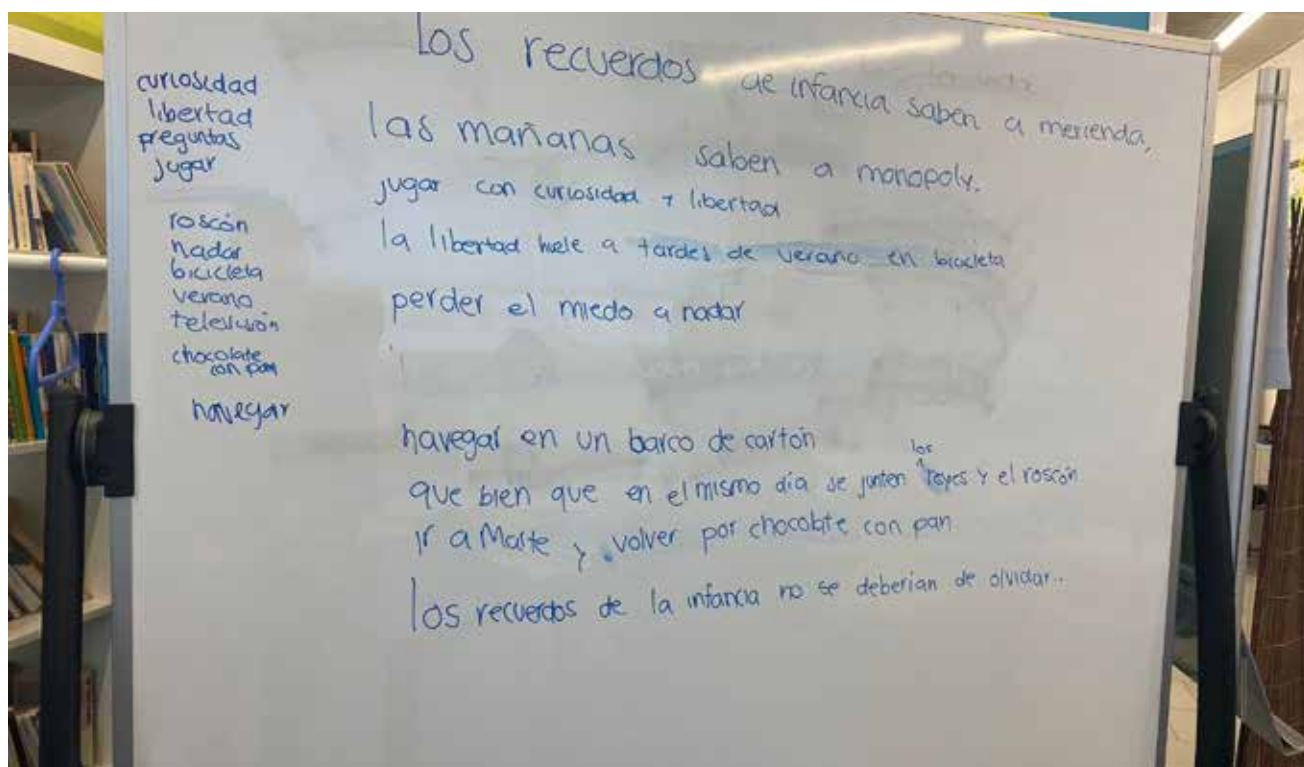 curiosidad
libertad
preguntas
jugar
roscón
nadar
bicicleta
verano
televisión
chocolate
con pan
navegar
los recuerdos de infancia saben a merienda,
las mañanas saben a monopoly.
jugar con curiosidad y libertad
la libertad huele a tardes de verano en bicicleta
perder el miedo a nadar
navegar en un barco de cartón
que bien que en el mismo día se junten los reyes y el roscón
ir a Marte y volver por chocolate con pan
los recuerdos de la infancia no se deberian de olvidar..